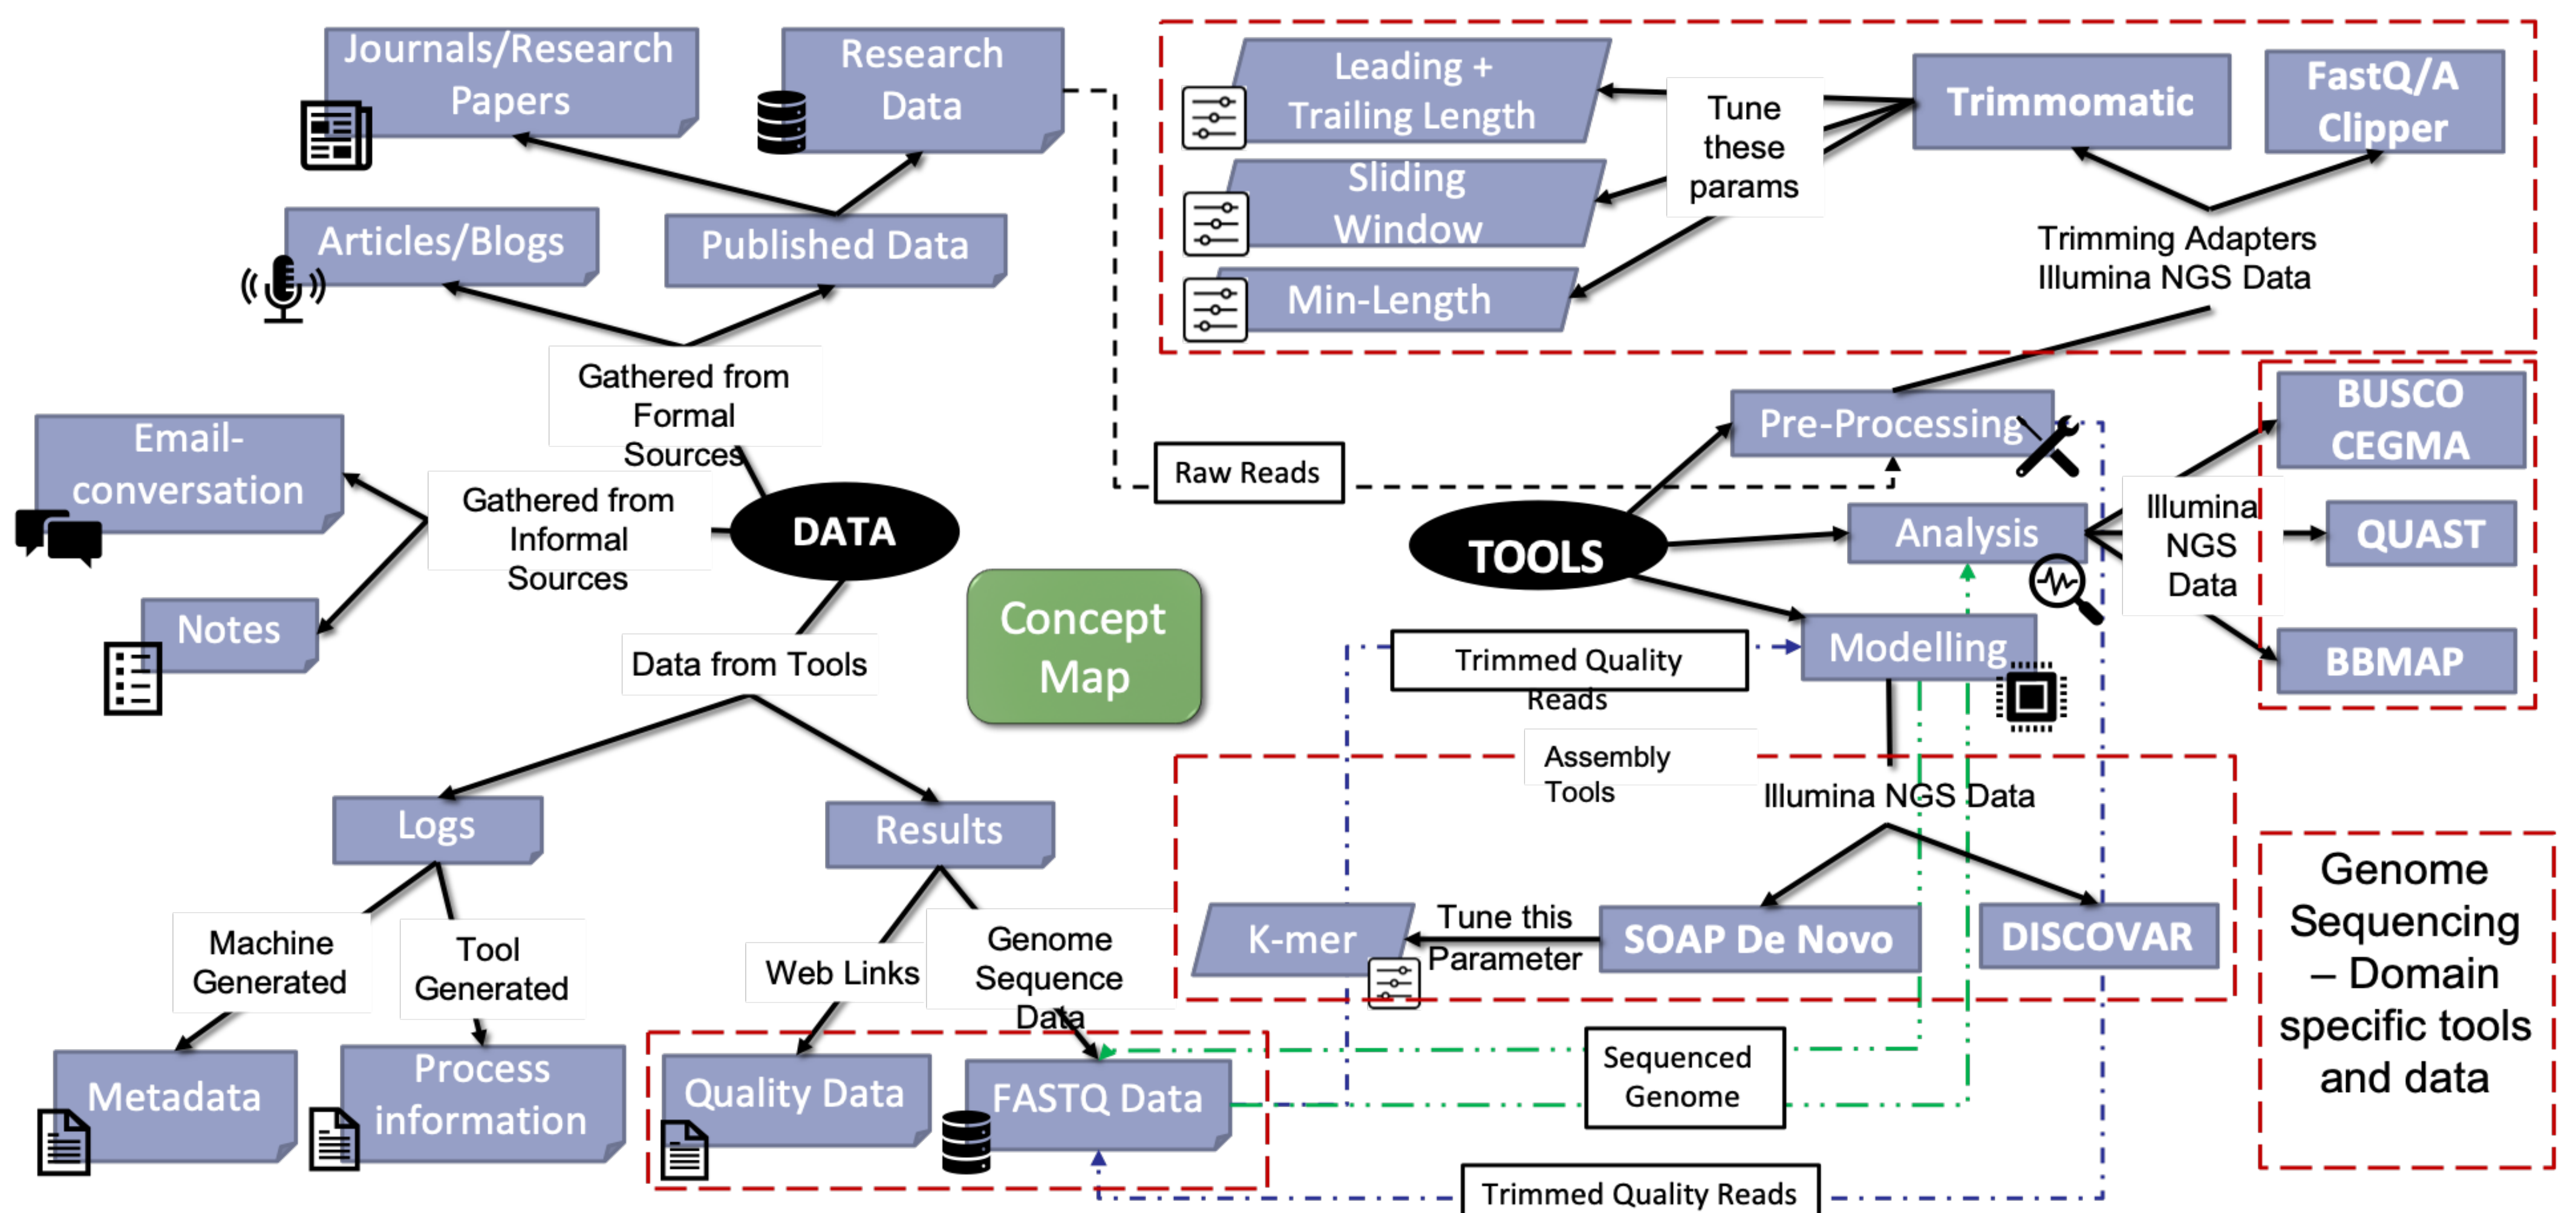 Journals/Research
Papers
Research
Data
Articles/Blogs
Published Data
Gathered from
Formal
Sources
Email-
conversation
Gathered from
Informal
Sources
DATA
Notes
Data from Tools
Concept
Map
Logs
Results
Machine
Generated
Tool
Generated
Web Links
Genome
Sequence
Data
Metadata
Process
information
Quality Data
FASTQ Data
Leading +
Trailing Length
Sliding
Window
Min-Length
Tune
these
params
Trimmomatic
FastQ/A
Clipper
Trimming Adapters
Illumina NGS Data
Raw Reads
Pre-Processing
TOOLS
Analysis
Modelling
Illumina
NGS
Data
BUSCO
CEGMA
QUAST
BBMAP
Trimmed Quality
Reads
Assembly
Tools
Illumina NGS Data
K-mer
Tune this
Parameter
SOAP De Novo
DISCOVAR
Sequenced
Genome
Trimmed Quality Reads
Genome
Sequencing
– Domain
specific tools
and data